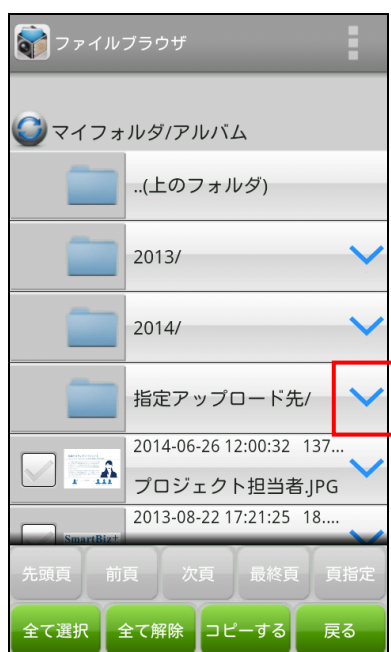 ファイルブラウザ
マイフォルダ/アルバム
..(上のフォルダ)
2013/
2014/
指定アップロード先/
2014-06-26 12:00:32 137...
プロジェクト担当者.JPG
2013-08-22 17:21:25 18....
SmartBiz+
先頭頁 前頁 次頁 最終頁 頁指定
全て選択 全て解除 コピーする 戻る